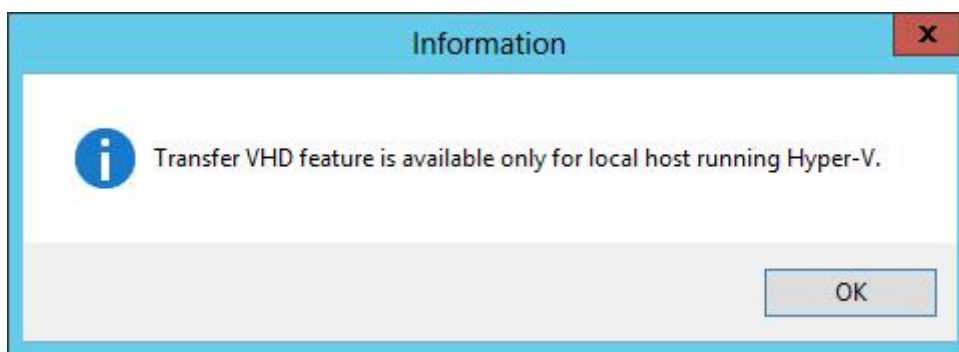 Information
x
Transfer VHD feature is available only for local host running Hyper-V.
OK